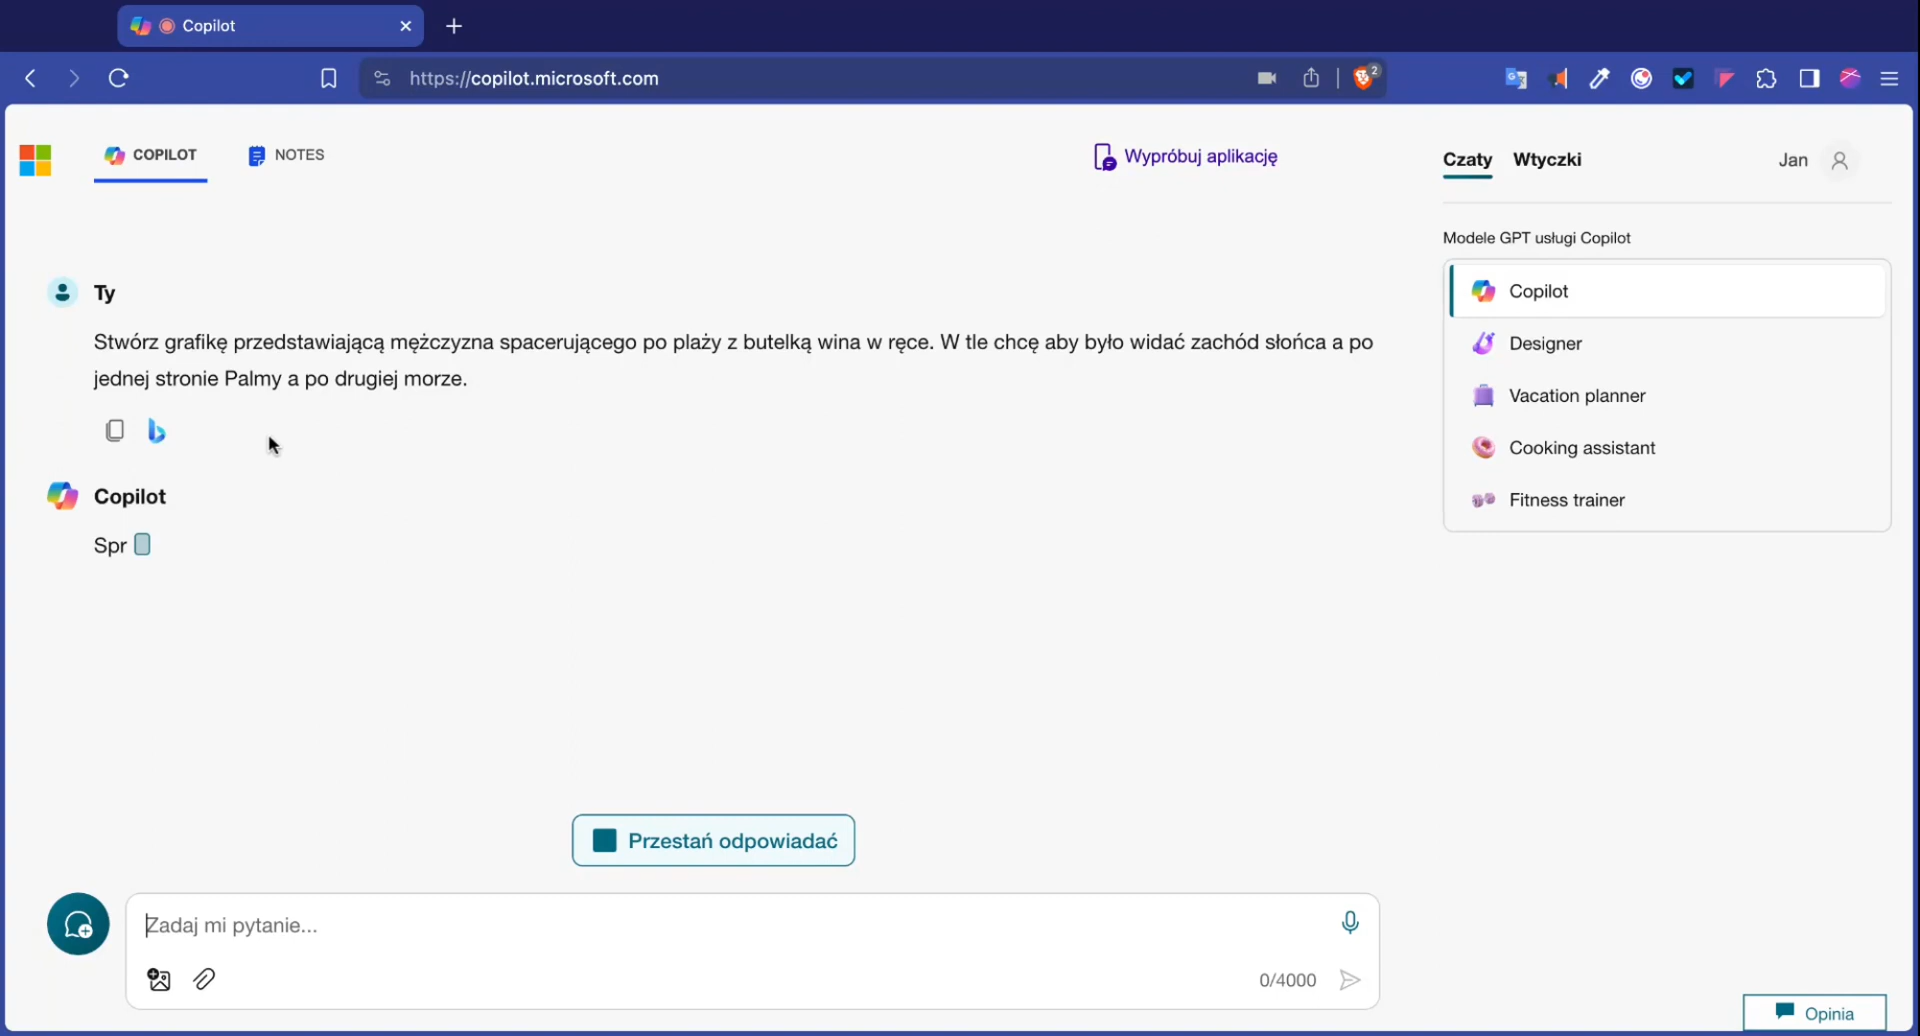 Copilot
https://copilot.microsoft.com
2
COPILOT
NOTES
Wypróbuj aplikację
Czaty
Wtyczki
Jan
Modele GPT usługi Copilot
Copilot
Designer
Vacation planner
Cooking assistant
Fitness trainer
Ty
Stwórz grafikę przedstawiającą mężczyzna spacerującego po plaży z butelką wina w ręce. W tle chcę aby było widać zachód słońca a po
jednej stronie Palmy a po drugiej morze.
Copilot
Spr
Przestań odpowiadać
Zadaj mi pytanie...
0/4000
Opinia